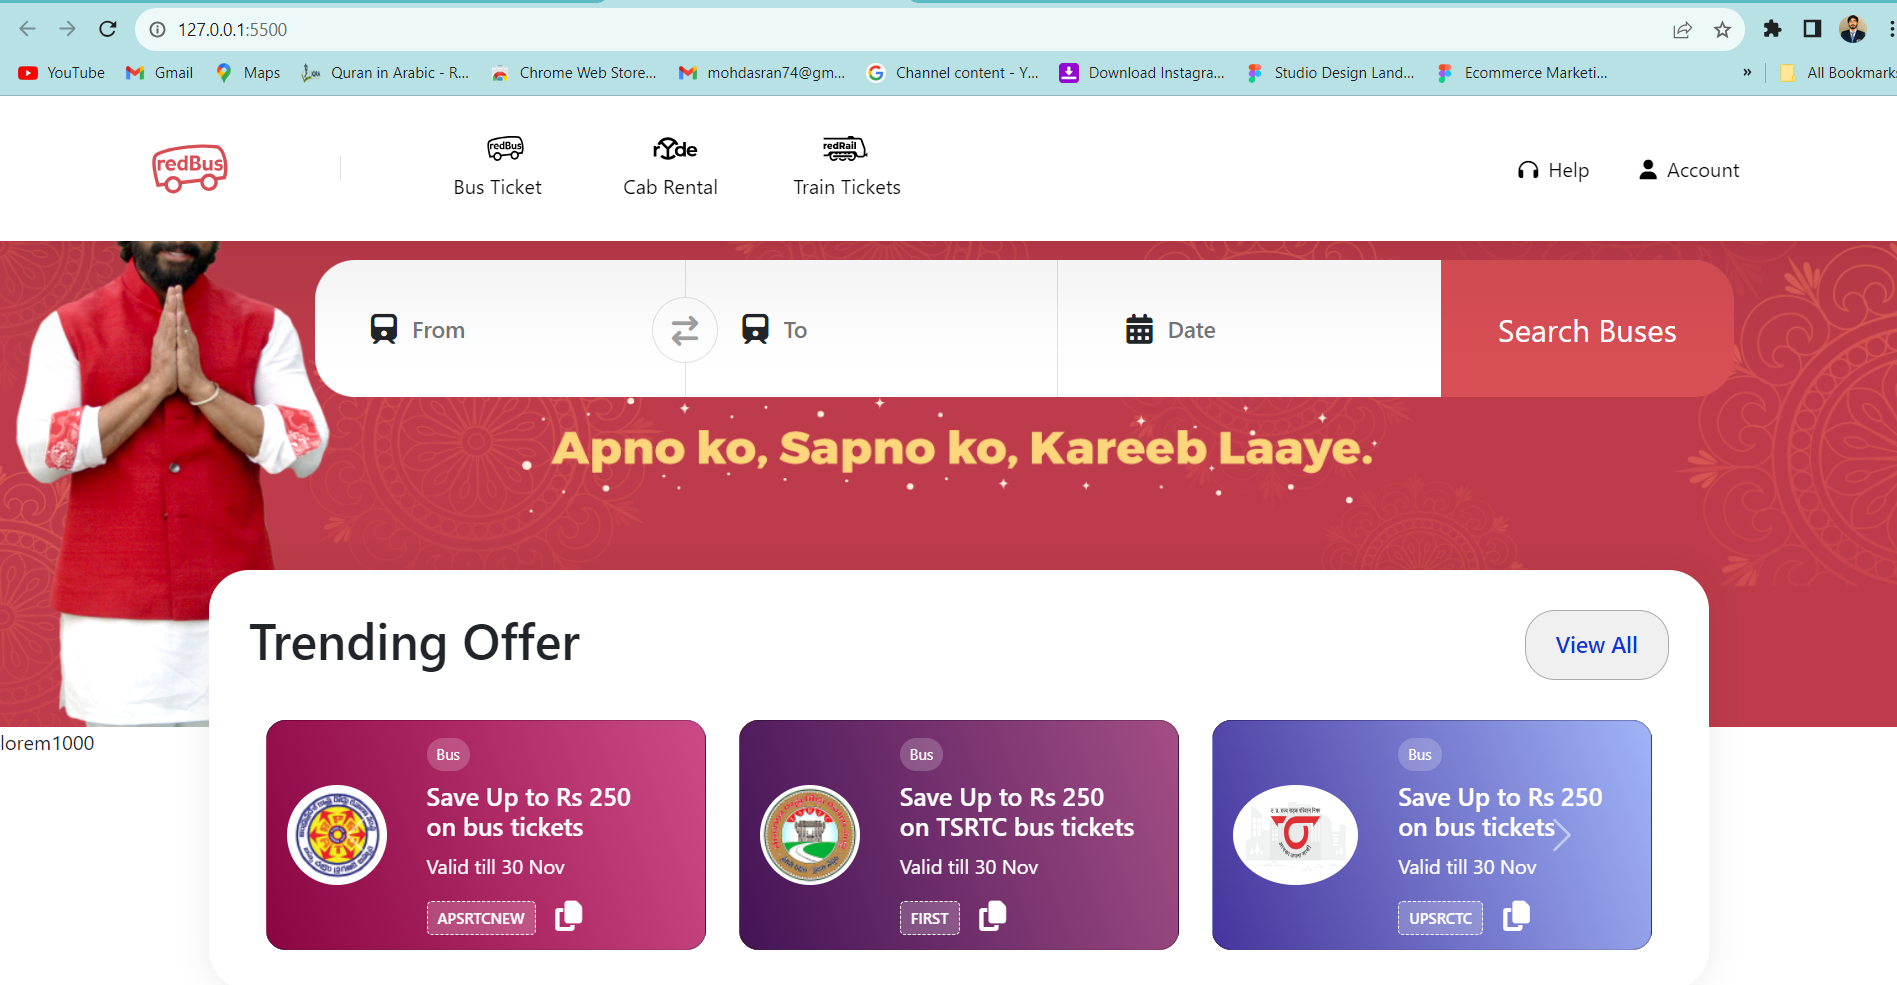 127.0.0.1:5500
YouTube
Gmail
Maps
Quran in Arabic - R...
Chrome Web Store...
mohdasran74@gm...
Channel content - Y...
Download Instagra...
Studio Design Land...
Ecommerce Marketi...
»
All Bookmarks
redBus
redBus
Bus Ticket
rYde
Cab Rental
redRail
Train Tickets
Help
Account
From
To
Date
Search Buses
Apno ko, Sapno ko, Kareeb Laaye.
Trending Offer
View All
lorem1000
Bus
Save Up to Rs 250
on bus tickets
Valid till 30 Nov
APSRTCNEW
Bus
Save Up to Rs 250
on TSRTC bus tickets
Valid till 30 Nov
FIRST
Bus
Save Up to Rs 250
on bus tickets
Valid till 30 Nov
UPSRCTC